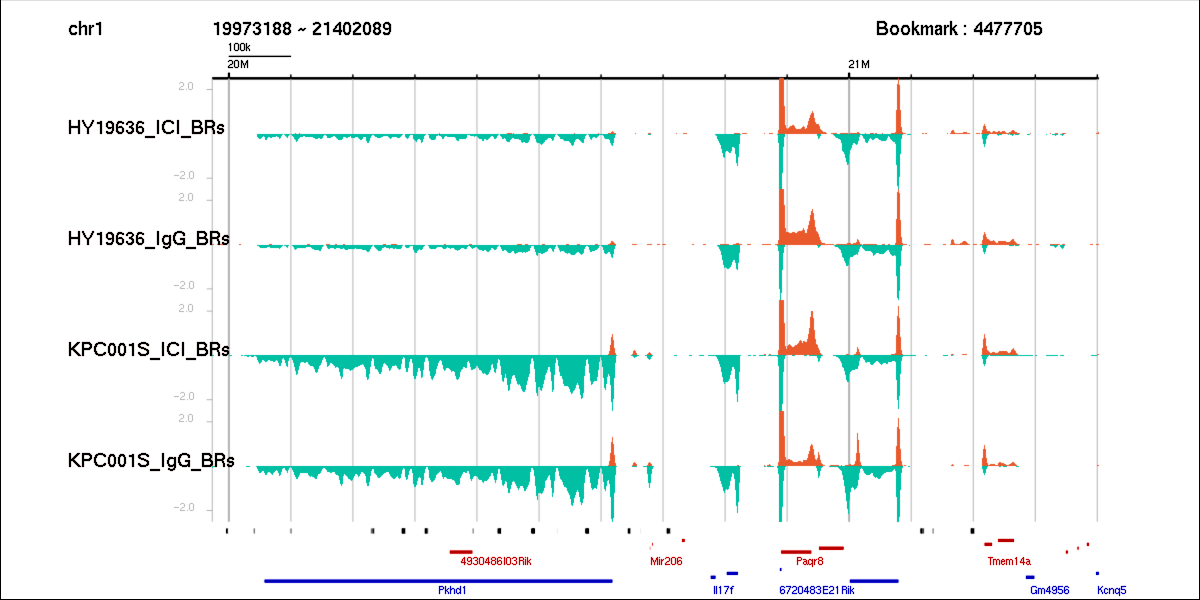 chr1 19973188 ~ 21402089 Bookmark : 4477705
100k
20M 21M
2.0
HY19636_ICI_BRs
−2.0
2.0
HY19636_IgG_BRs
−2.0
2.0
KPC001S_ICI_BRs
−2.0
2.0
KPC001S_IgG_BRs
−2.0
4930486I03Rik Mir206 Paqr8 Tmem14a
Pkhd1 Il17f 6720483E21Rik Gm4956 Kcnq5